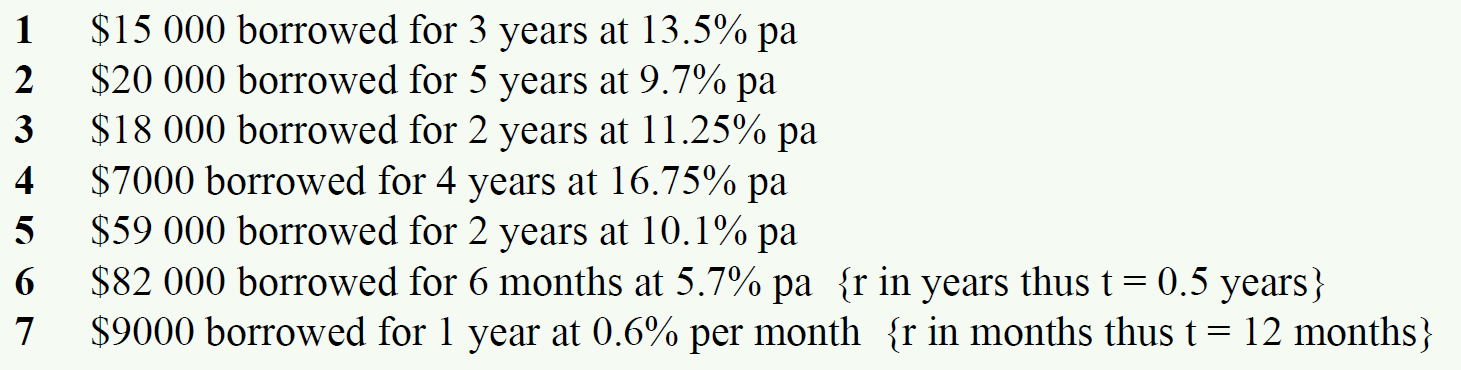 1 $15 000 borrowed for 3 years at 13.5% pa
2 $20 000 borrowed for 5 years at 9.7% pa
3 $18 000 borrowed for 2 years at 11.25% pa
4 $7000 borrowed for 4 years at 16.75% pa
5 $59 000 borrowed for 2 years at 10.1% pa
6 $82 000 borrowed for 6 months at 5.7% pa {r in years thus t = 0.5 years}
7 $9000 borrowed for 1 year at 0.6% per month {r in months thus t = 12 months}